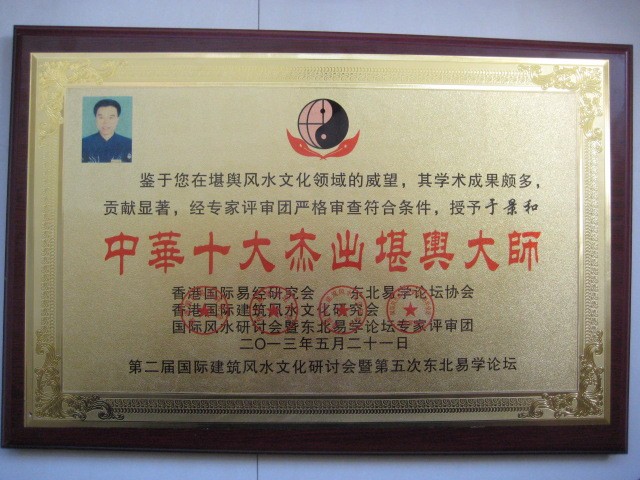 鉴于您在堪舆风水文化领域的威望，其学术成果颇多，
贡献显著，经专家评审团严格审查符合条件，授予于景和
中華十大杰出堪輿大師
香港国际易经研究会 东北易学论坛协会
香港国际建筑风水文化研究会
国际风水研讨会暨东北易学论坛专家评审团
二〇一三年五月二十一日
第二届国际建筑风水文化研讨会暨第五次东北易学论坛